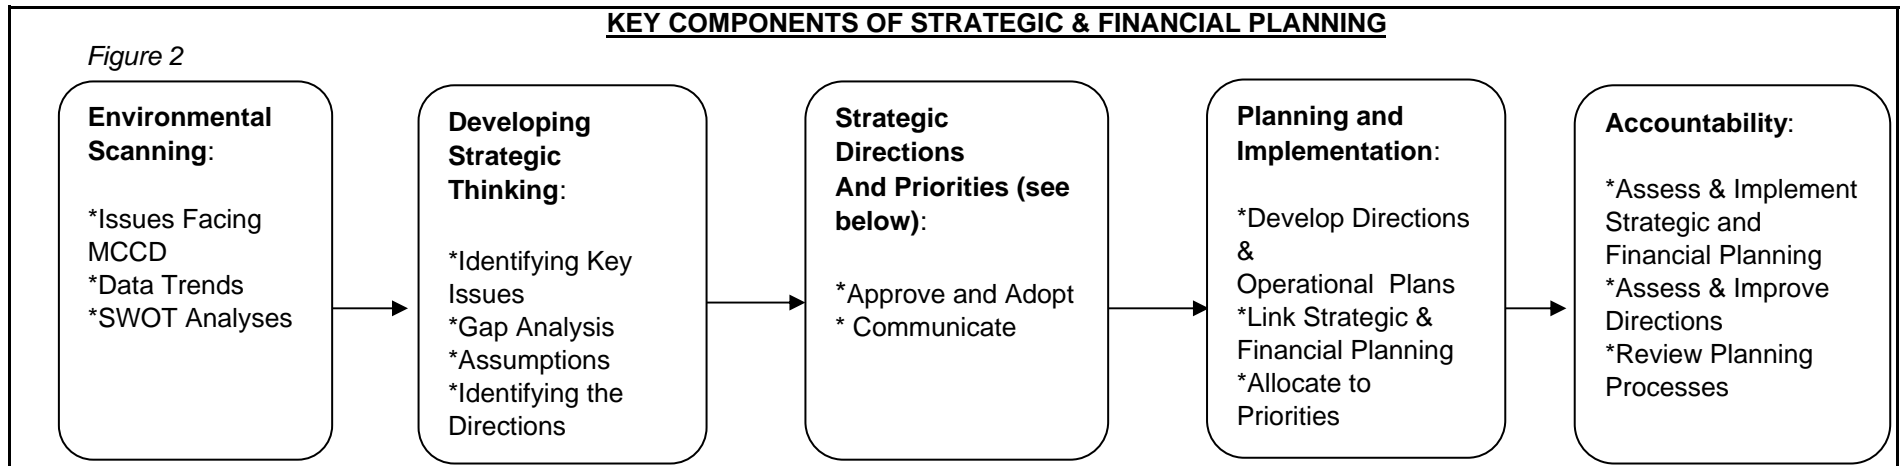 KEY COMPONENTS OF STRATEGIC & FINANCIAL PLANNING
Figure 2
Environmental
Scanning:
*Issues Facing
MCCD
*Data Trends
*SWOT Analyses
Developing
Strategic
Thinking:
*Identifying Key
Issues
*Gap Analysis
*Assumptions
*Identifying the
Directions
Strategic
Directions
And Priorities (see
below):
*Approve and Adopt
* Communicate
Planning and
Implementation:
*Develop Directions
&
Operational Plans
*Link Strategic &
Financial Planning
*Allocate to
Priorities
Accountability:
*Assess & Implement
Strategic and
Financial Planning
*Assess & Improve
Directions
*Review Planning
Processes